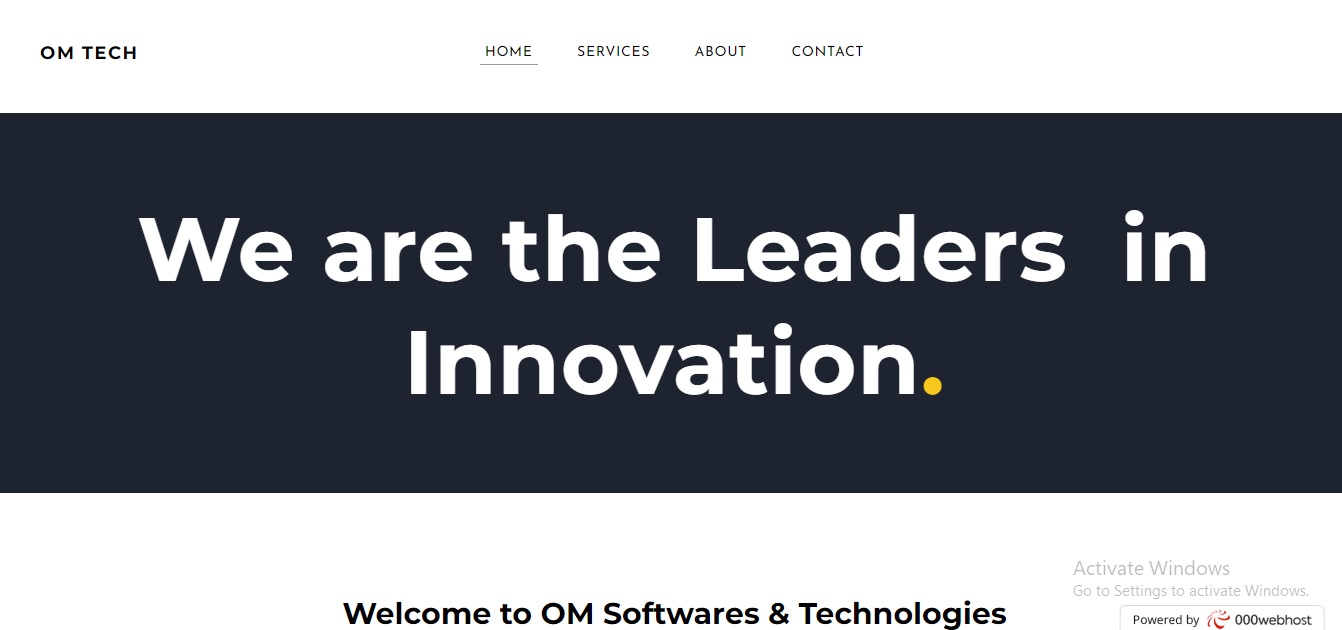 OM TECH
HOME SERVICES ABOUT CONTACT
We are the Leaders  in
Innovation.
Welcome to OM Softwares & Technologies
Activate Windows
Go to Settings to activate Windows.
Powered by 000webhost